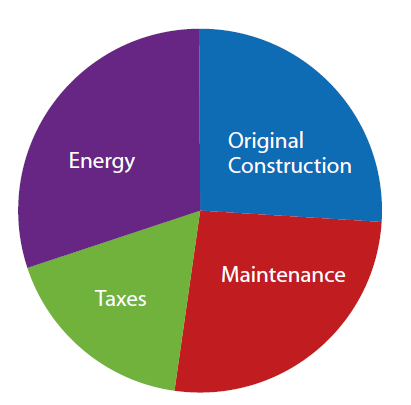 Original
Construction
Energy
Maintenance
Taxes